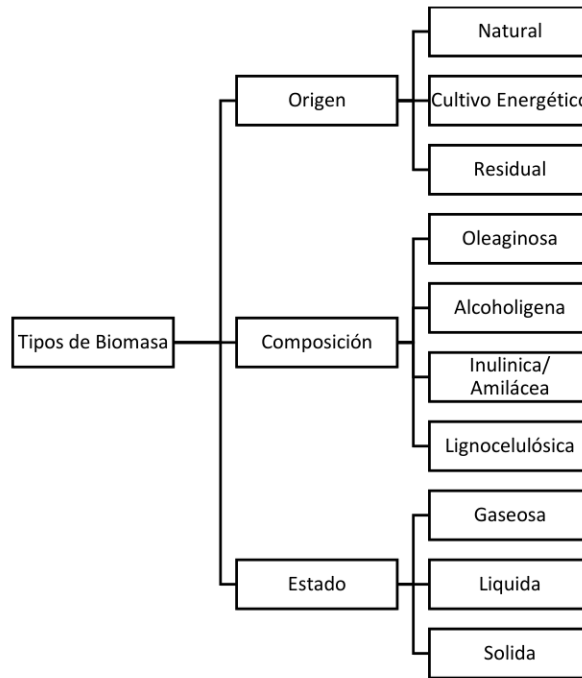 Tipos de Biomasa
Origen
Natural
Cultivo Energético
Residual
Composición
Oleaginosa
Alcoholigena
Inulinica/
Amilácea
Lignocelulósica
Estado
Gaseosa
Liquida
Solida